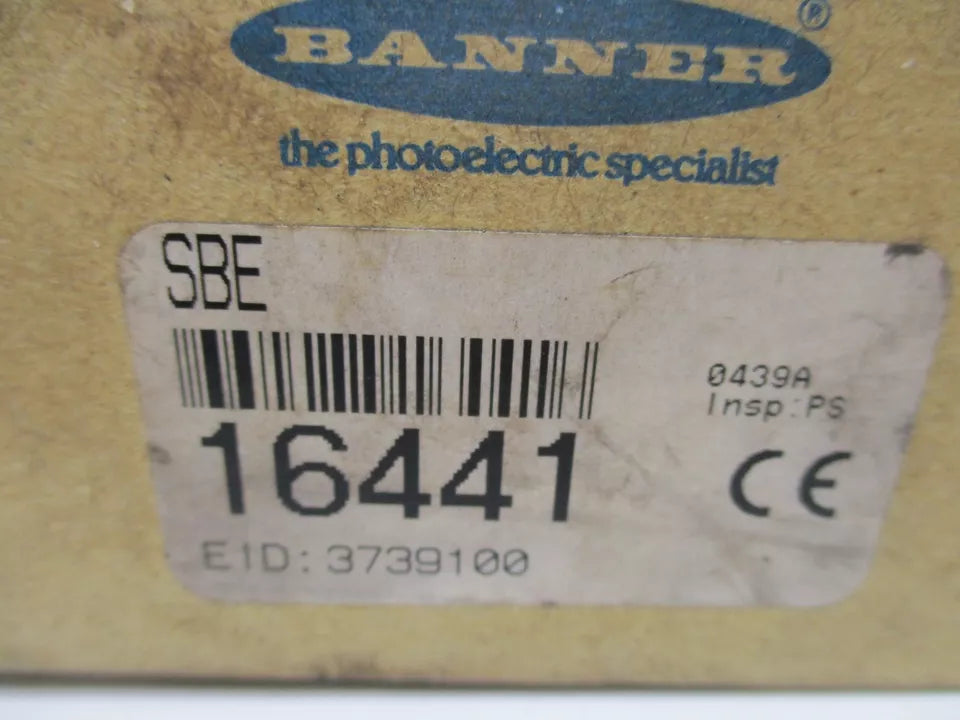 BANNER®
the photoelectric specialist
SBE
0439A
Insp:PS
16441
CE
EID:3739100